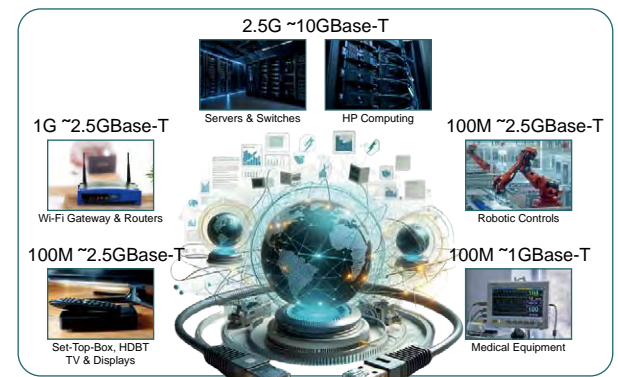 2.5G ~10GBase-T
Servers & Switches
HP Computing
1G ~2.5GBase-T
100M ~2.5GBase-T
Wi-Fi Gateway & Routers
Robotic Controls
100M ~2.5GBase-T
100M ~1GBase-T
Set-Top-Box, HDBT
TV & Displays
Medical Equipment